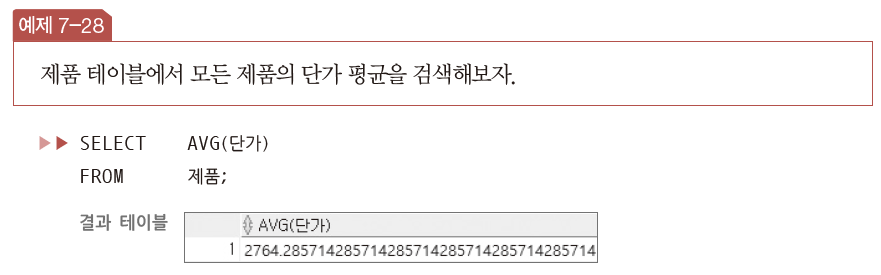 예제 7-28
제품 테이블에서 모든 제품의 단가 평균을 검색해보자.
SELECT AVG(단가)
FROM 제품;
결과 테이블
AVG(단가)
1 2764.285714285714285714285714285714285714